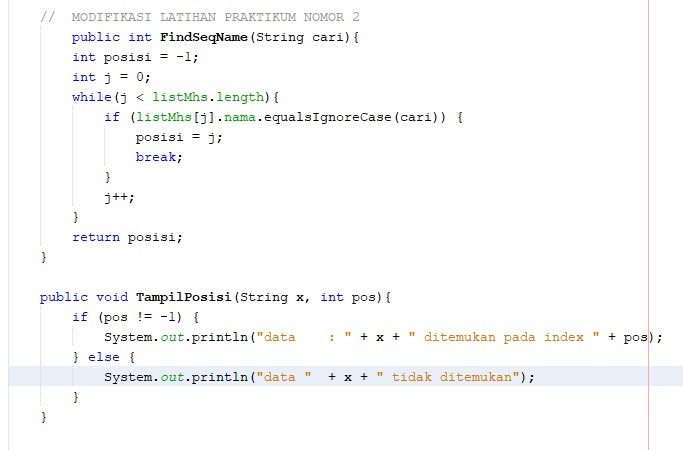 //  MODIFIKASI LATIHAN PRAKTIKUM NOMOR 2
    public int FindSeqName(String cari){
    int posisi = -1;
    int j = 0;
    while(j < listMhs.length){
        if (listMhs[j].nama.equalsIgnoreCase(cari)) {
            posisi = j;
            break;
        }
        j++;
    }
    return posisi;
}

public void TampilPosisi(String x, int pos){
    if (pos != -1) {
        System.out.println("data    : " + x + " ditemukan pada index " + pos);
    } else {
        System.out.println("data "  + x + " tidak ditemukan");
    }
}